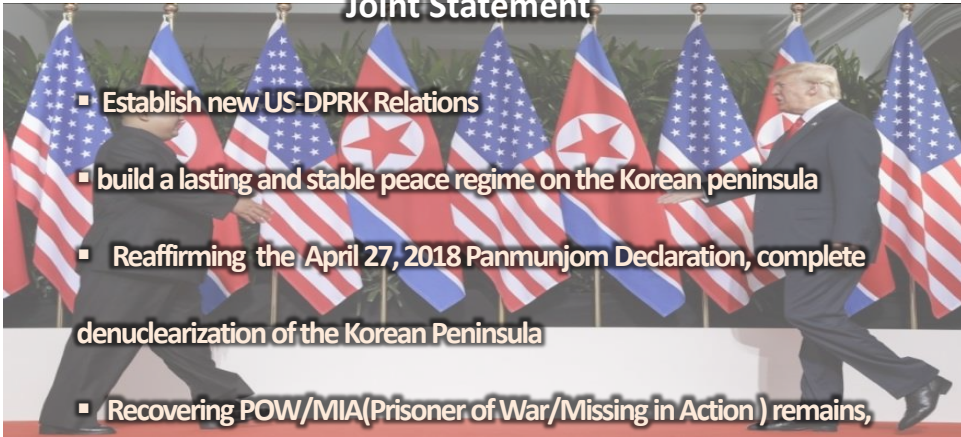 Joint Statement
▪ Establish new US-DPRK Relations
▪ build a lasting and stable peace regime on the Korean peninsula
▪ Reaffirming the April 27, 2018 Panmunjom Declaration, complete
denuclearization of the Korean Peninsula
▪ Recovering POW/MIA(Prisoner of War/Missing in Action ) remains,